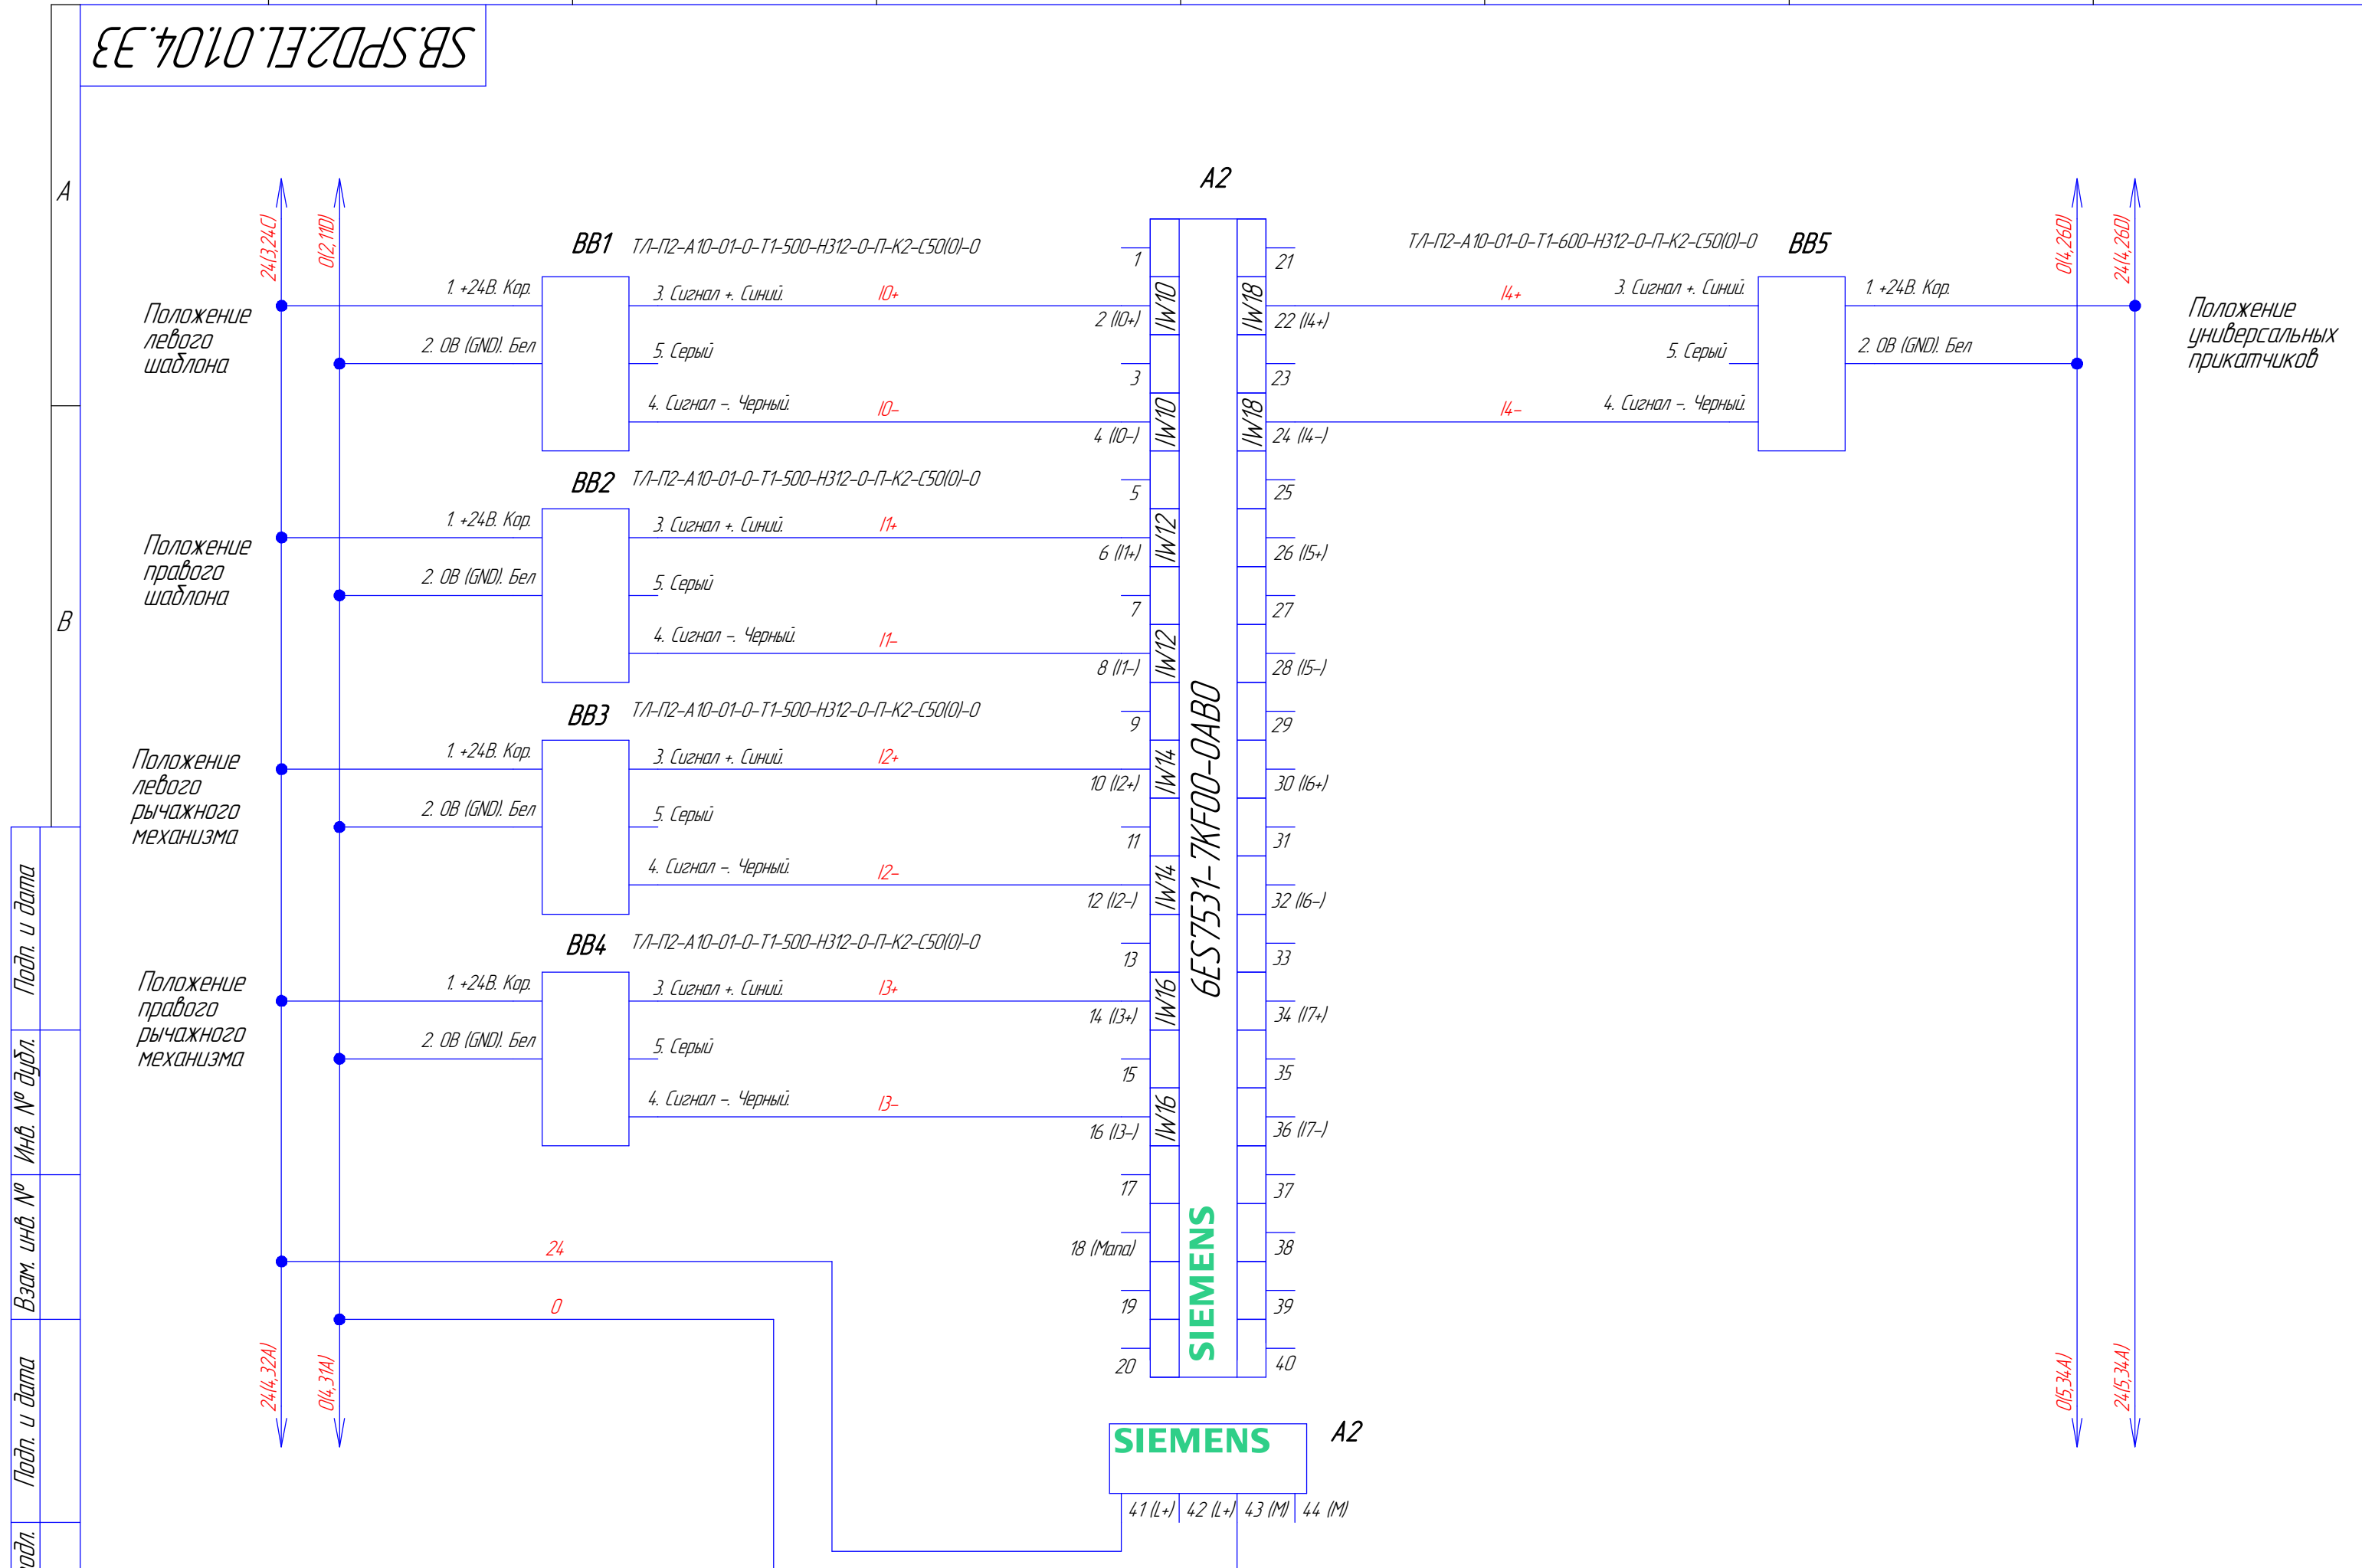 SB.SPD2.EL.01.04.ЭЗ
A
B
Подп. и дата
Инв. № дубл.
Взам. инв. №
Подп. и дата
24(3,24C)
0(2,11D)
Положение
левого
шаблона
BB1
ТЛ-П2-А10-01-0-Т1-500-Н312-0-П-К2-С50(0)-0
1. +24В. Кор.
2. 0В (GND). Бел
3. Сигнал +. Синий.
5. Серый
4. Сигнал -. Черный.
I0+
I0-
Положение
правого
шаблона
BB2
ТЛ-П2-А10-01-0-Т1-500-Н312-0-П-К2-С50(0)-0
1. +24В. Кор.
2. 0В (GND). Бел
3. Сигнал +. Синий.
5. Серый
4. Сигнал -. Черный.
I1+
I1-
Положение
левого
рычажного
механизма
BB3
ТЛ-П2-А10-01-0-Т1-500-Н312-0-П-К2-С50(0)-0
1. +24В. Кор.
2. 0В (GND). Бел
3. Сигнал +. Синий.
5. Серый
4. Сигнал -. Черный.
I2+
I2-
Положение
правого
рычажного
механизма
BB4
ТЛ-П2-А10-01-0-Т1-500-Н312-0-П-К2-С50(0)-0
1. +24В. Кор.
2. 0В (GND). Бел
3. Сигнал +. Синий.
5. Серый
4. Сигнал -. Черный.
I3+
I3-
24
0
24(4,32A)
0(4,31A)
A2
1
2 (I0+)
3
4 (I0-)
5
6 (I1+)
7
8 (I1-)
9
10 (I2+)
11
12 (I2-)
13
14 (I3+)
15
16 (I3-)
17
18 (Mana)
19
20
IW10
IW10
IW12
IW12
IW14
IW14
IW16
IW16
6ES7531-7KF00-0AB0
SIEMENS
IW18
IW18
21
22 (I4+)
23
24 (I4-)
25
26 (I5+)
27
28 (I5-)
29
30 (I6+)
31
32 (I6-)
33
34 (I7+)
35
36 (I7-)
37
38
39
40
ТЛ-П2-А10-01-0-Т1-600-Н312-0-П-К2-С50(0)-0
BB5
I4+
I4-
3. Сигнал +. Синий.
5. Серый
4. Сигнал -. Черный.
1. +24В. Кор.
2. 0В (GND). Бел
0(4,26D)
24(4,26D)
Положение
универсальных
прикатчиков
0(5,34A)
24(5,34A)
SIEMENS
A2
41 (L+)
42 (L+)
43 (M)
44 (M)